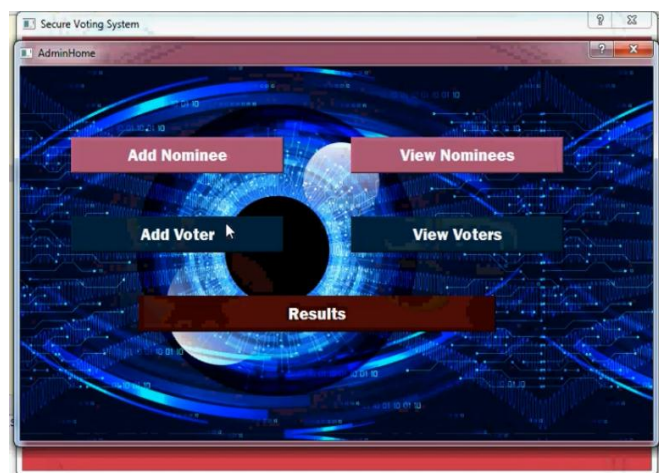 Secure Voting System
AdminHome
Add Nominee
View Nominees
Add Voter
View Voters
Results